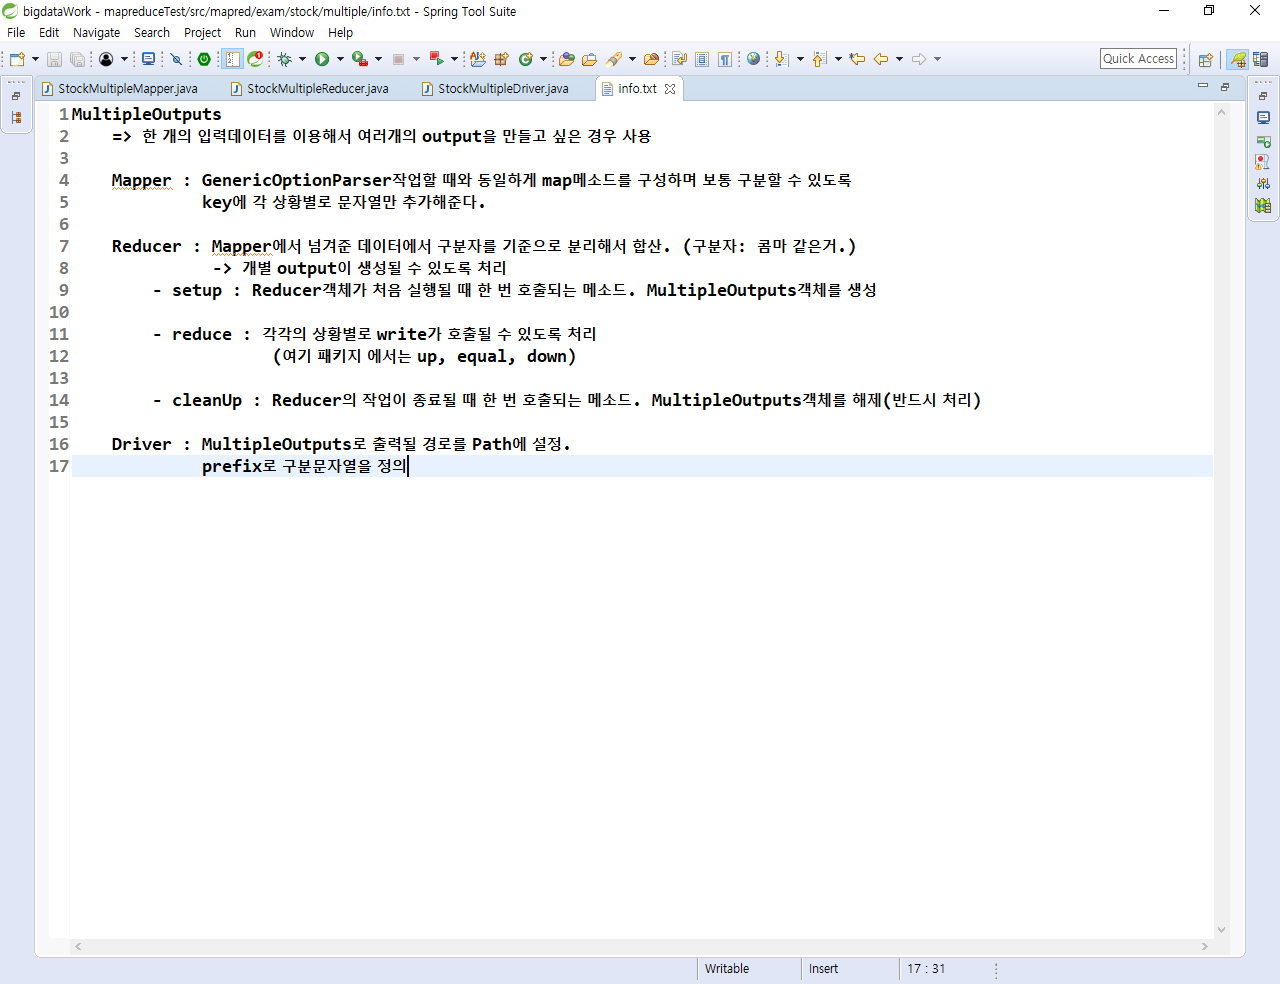 bigdataWork - mapreduceTest/src/mapred/exam/stock/multiple/info.txt - Spring Tool Suite
File Edit Navigate Search Project Run Window Help
Quick Access
StockMultipleMapper.java StockMultipleReducer.java StockMultipleDriver.java info.txt
1 MultipleOutputs
2 => 한 개의 입력데이터를 이용해서 여러개의 output을 만들고 싶은 경우 사용
3
4 Mapper : GenericOptionParser작업할 때와 동일하게 map메소드를 구성하며 보통 구분할 수 있도록
5 key에 각 상황별로 문자열만 추가해준다.
6
7 Reducer : Mapper에서 넘겨준 데이터에서 구분자를 기준으로 분리해서 합산. (구분자: 콤마 같은거.)
8 -> 개별 output이 생성될 수 있도록 처리
9 - setup : Reducer객체가 처음 실행될 때 한 번 호출되는 메소드. MultipleOutputs객체를 생성
10
11 - reduce : 각각의 상황별로 write가 호출될 수 있도록 처리
12 (여기 패키지 에서는 up, equal, down)
13
14 - cleanUp : Reducer의 작업이 종료될 때 한 번 호출되는 메소드. MultipleOutputs객체를 해제(반드시 처리)
15
16 Driver : MultipleOutputs로 출력될 경로를 Path에 설정.
17 prefix로 구분문자열을 정의
Writable Insert 17 : 31